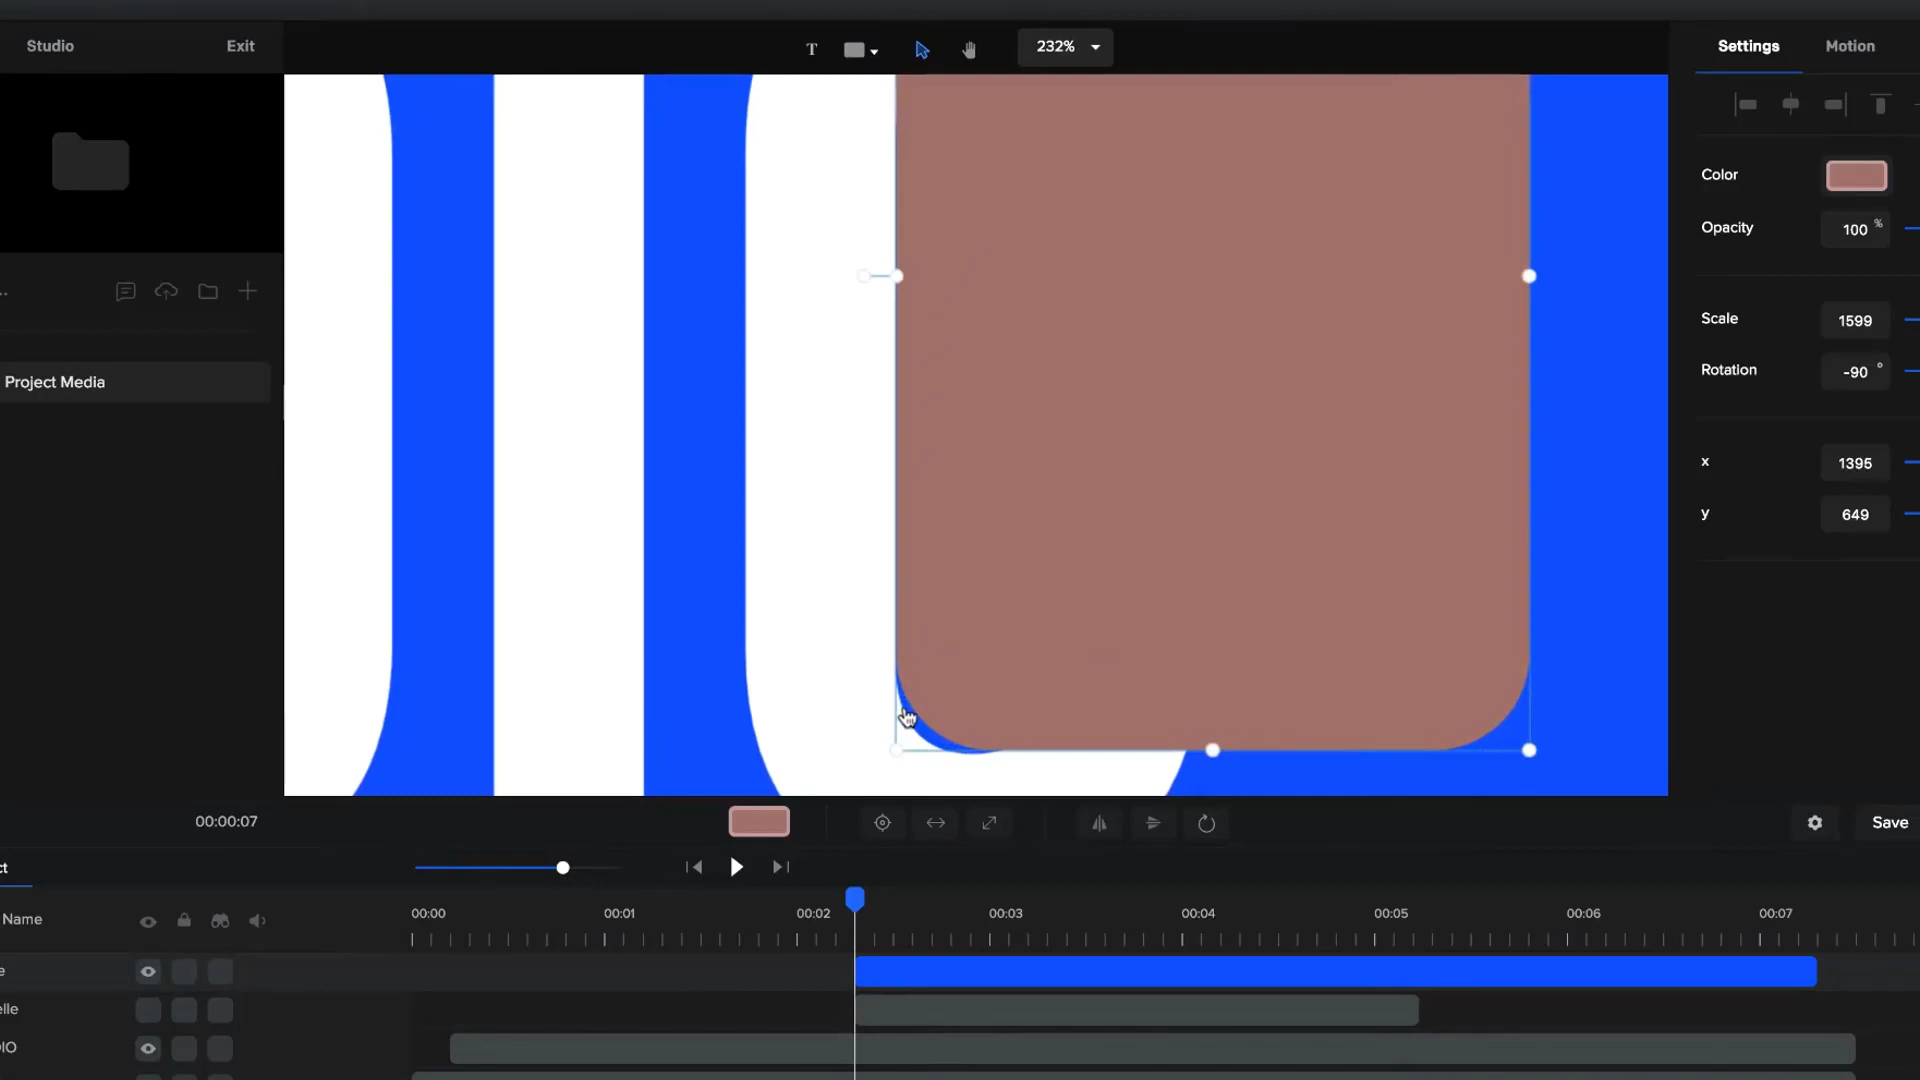 Studio Exit
T 232%
Settings Motion
Color
Opacity 100 %
Scale 1599
Rotation -90 °
x 1395
y 649
...
Project Media
00:00:07
Save
ct
Name 00:00 00:01 00:02 00:03 00:04 00:05 00:06 00:07
e
elle
IO